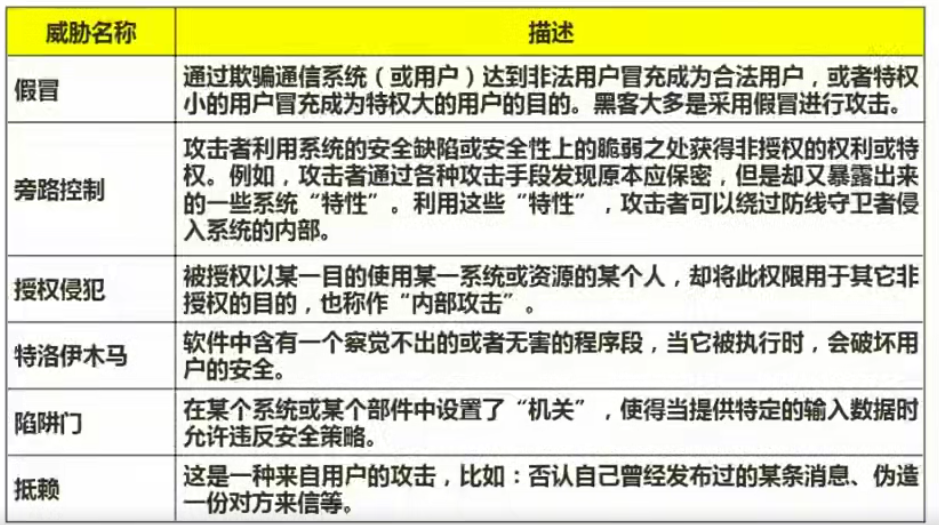 威胁名称
描述
假冒
通过欺骗通信系统（或用户）达到非法用户冒充成为合法用户，或者特权
小的用户冒充成为特权大的用户的目的。黑客大多是采用假冒进行攻击。
旁路控制
攻击者利用系统的安全缺陷或安全性上的脆弱之处获得非授权的权利或特
权。例如，攻击者通过各种攻击手段发现原本应保密，但是却又暴露出来
的一些系统“特性”。利用这些“特性”，攻击者可以绕过防线守卫者侵
入系统的内部。
授权侵犯
被授权以某一目的使用某一系统或资源的某个人，却将此权限用于其它非
授权的目的，也称作“内部攻击”。
特洛伊木马
软件中含有一个察觉不出的或者无害的程序段，当它被执行时，会破坏用
户的安全。
陷阱门
在某个系统或某个部件中设置了“机关”，使得当提供特定的输入数据时
允许违反安全策略。
抵赖
这是一种来自用户的攻击，比如：否认自己曾经发布过的某条消息、伪造
一份对方来信等。